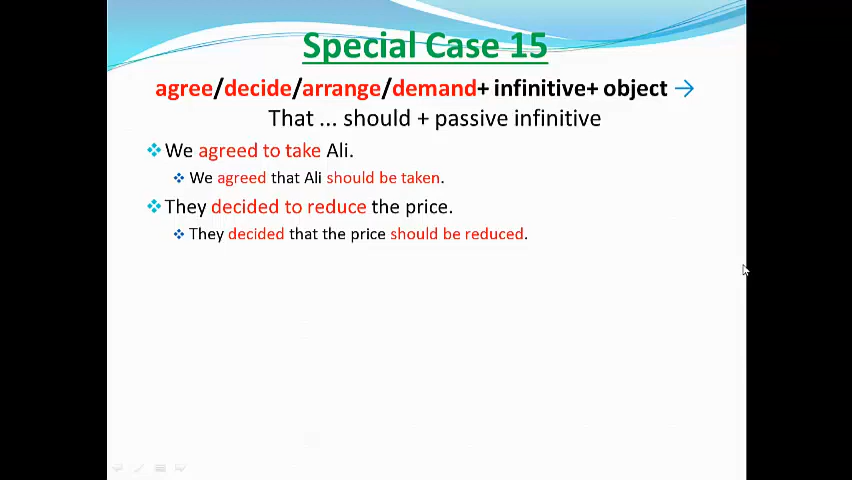 Special Case 15
agree/decide/arrange/demand+ infinitive+ object →
That ... should + passive infinitive
❖ We agreed to take Ali.
❖ We agreed that Ali should be taken.
❖ They decided to reduce the price.
❖ They decided that the price should be reduced.